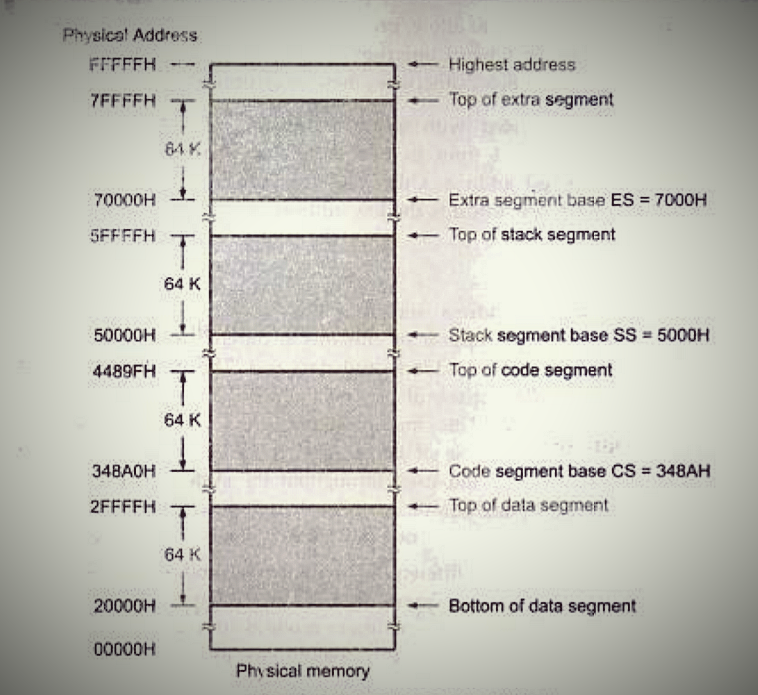 Physical Address
FFFFFH Highest address
7FFFFH Top of extra segment
64 K
70000H Extra segment base ES = 7000H
5FFFFH Top of stack segment
64 K
50000H Stack segment base SS = 5000H
4489FH Top of code segment
64 K
348A0H Code segment base CS = 348AH
2FFFFH Top of data segment
64 K
20000H Bottom of data segment
00000H
Physical memory